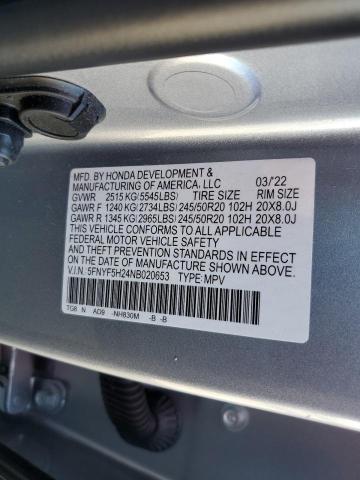 MFD. BY HONDA DEVELOPMENT &
MANUFACTURING OF AMERICA, LLC 03/'22
GVWR 2515 KG(5545LBS) TIRE SIZE RIM SIZE
GAWR F 1240 KG(2734LBS) 245/50R20 102H 20X8.0J
GAWR R 1345 KG(2965LBS) 245/50R20 102H 20X8.0J
THIS VEHICLE CONFORMS TO ALL APPLICABLE
FEDERAL MOTOR VEHICLE SAFETY
AND THEFT PREVENTION STANDARDS IN EFFECT
ON THE DATE OF MANUFACTURE SHOWN ABOVE.
V.I.N: 5FNYF5H24NB020653 TYPE:MPV
TG8 N AD9 -NH830M -B -B